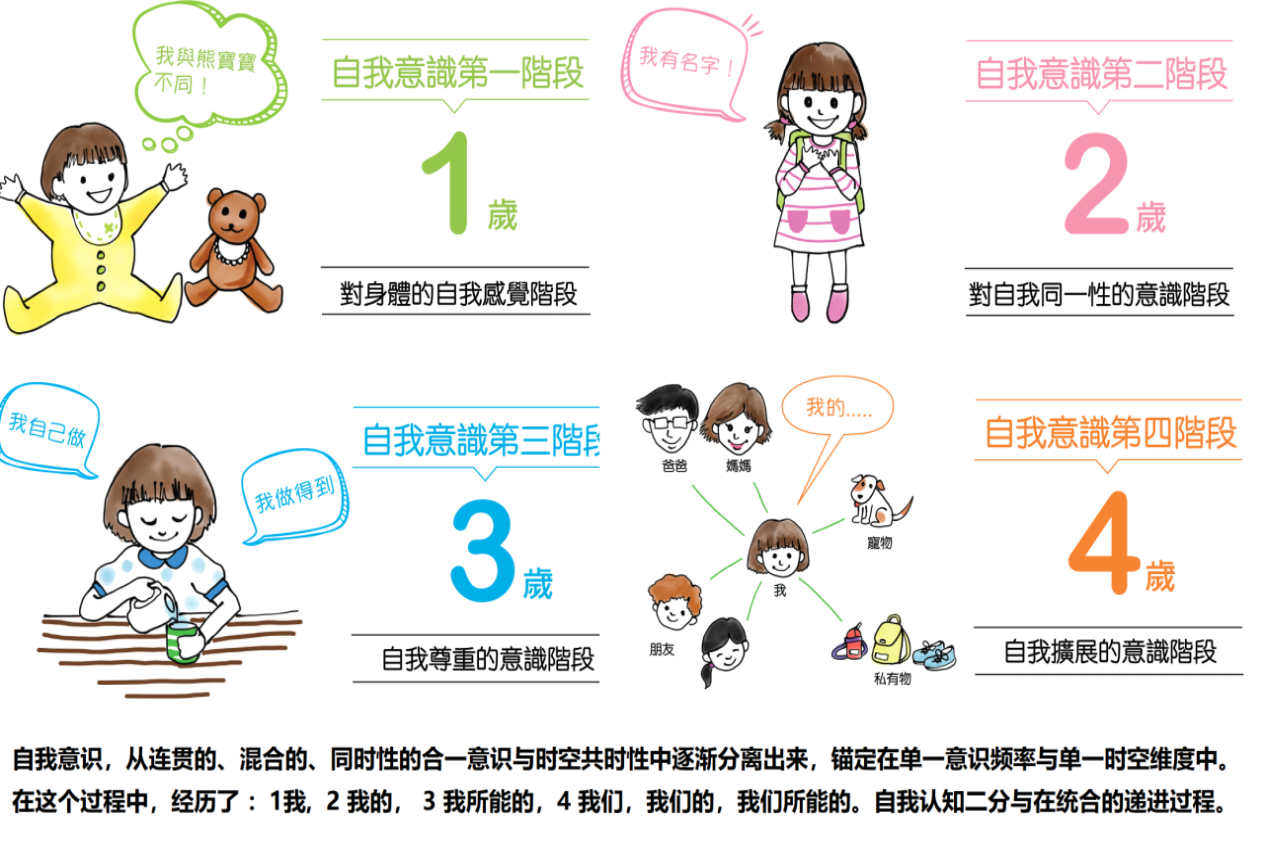 我與熊寶寶
不同！
自我意識第一階段
1歲
對身體的自我感覺階段
我有名字！
自我意識第二階段
2歲
對自我同一性的意識階段
我自己做
我做得到
自我意識第三階段
3歲
自我尊重的意識階段
爸爸
媽媽
我的.....
寵物
我
朋友
私有物
自我意識第四階段
4歲
自我擴展的意識階段
自我意识，从连贯的、混合的、同时性的合一意识与时空共时性中逐渐分离出来，锚定在单一意识频率与单一时空维度中。
在这个过程中，经历了 ：1我, 2 我的， 3 我所能的，4 我们，我们的，我们所能的。自我认知二分与在统合的递进过程。